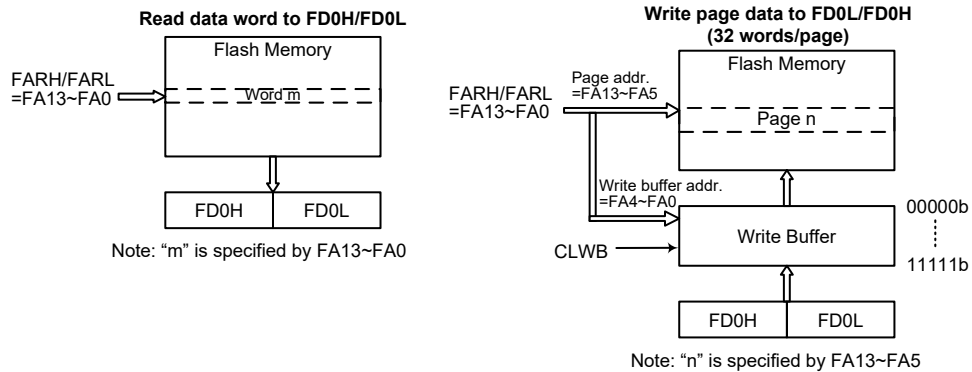 Read data word to FD0H/FD0L
Flash Memory
FARH/FARL
=FA13~FA0
Word m
FD0H
FD0L
Note: “m” is specified by FA13~FA0
Write page data to FD0L/FD0H
(32 words/page)
Flash Memory
FARH/FARL
=FA13~FA0
Page addr.
=FA13~FA5
Page n
Write buffer addr.
=FA4~FA0
CLWB
Write Buffer
00000b
11111b
FD0H
FD0L
Note: “n” is specified by FA13~FA5